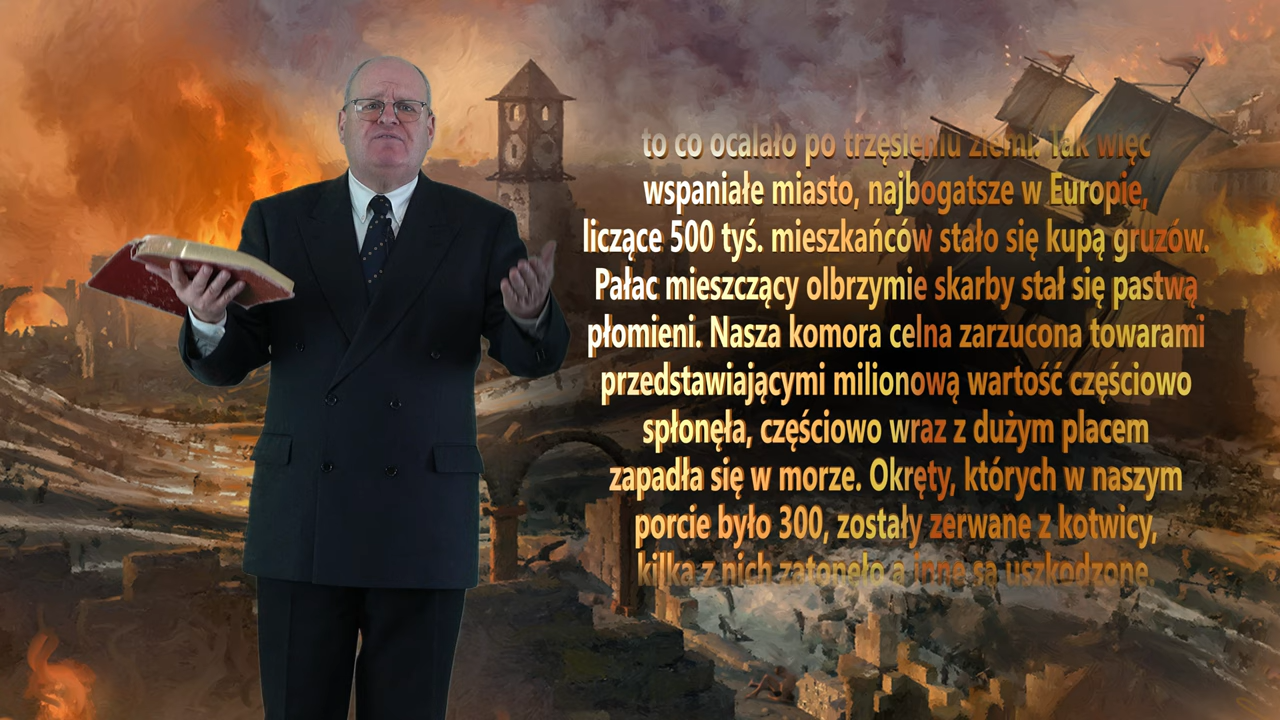 to co ocalało po trzęsieniu ziemi. Tak więc
wspaniałe miasto, najbogatsze w Europie,
liczące 500 tyś. mieszkańców stało się kupą gruzów.
Pałac mieszczący olbrzymie skarby stał się pastwą
płomieni. Nasza komora celna zarzucona towarami
przedstawiającymi milionową wartość częściowo
spłonęła, częściowo wraz z dużym placem
zapadła się w morze. Okręty, których w naszym
porcie było 300, zostały zerwane z kotwicy,
kilka z nich zatonęło a inne są uszkodzone.